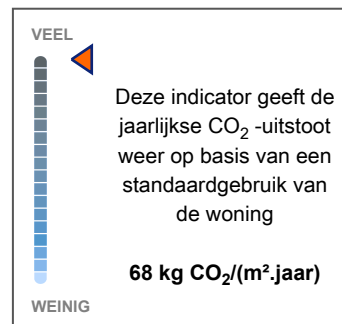 VEEL
Deze indicator geeft de
jaarlijkse CO₂ -uitstoot
weer op basis van een
standaardgebruik van
de woning
68 kg CO₂/(m².jaar)
WEINIG